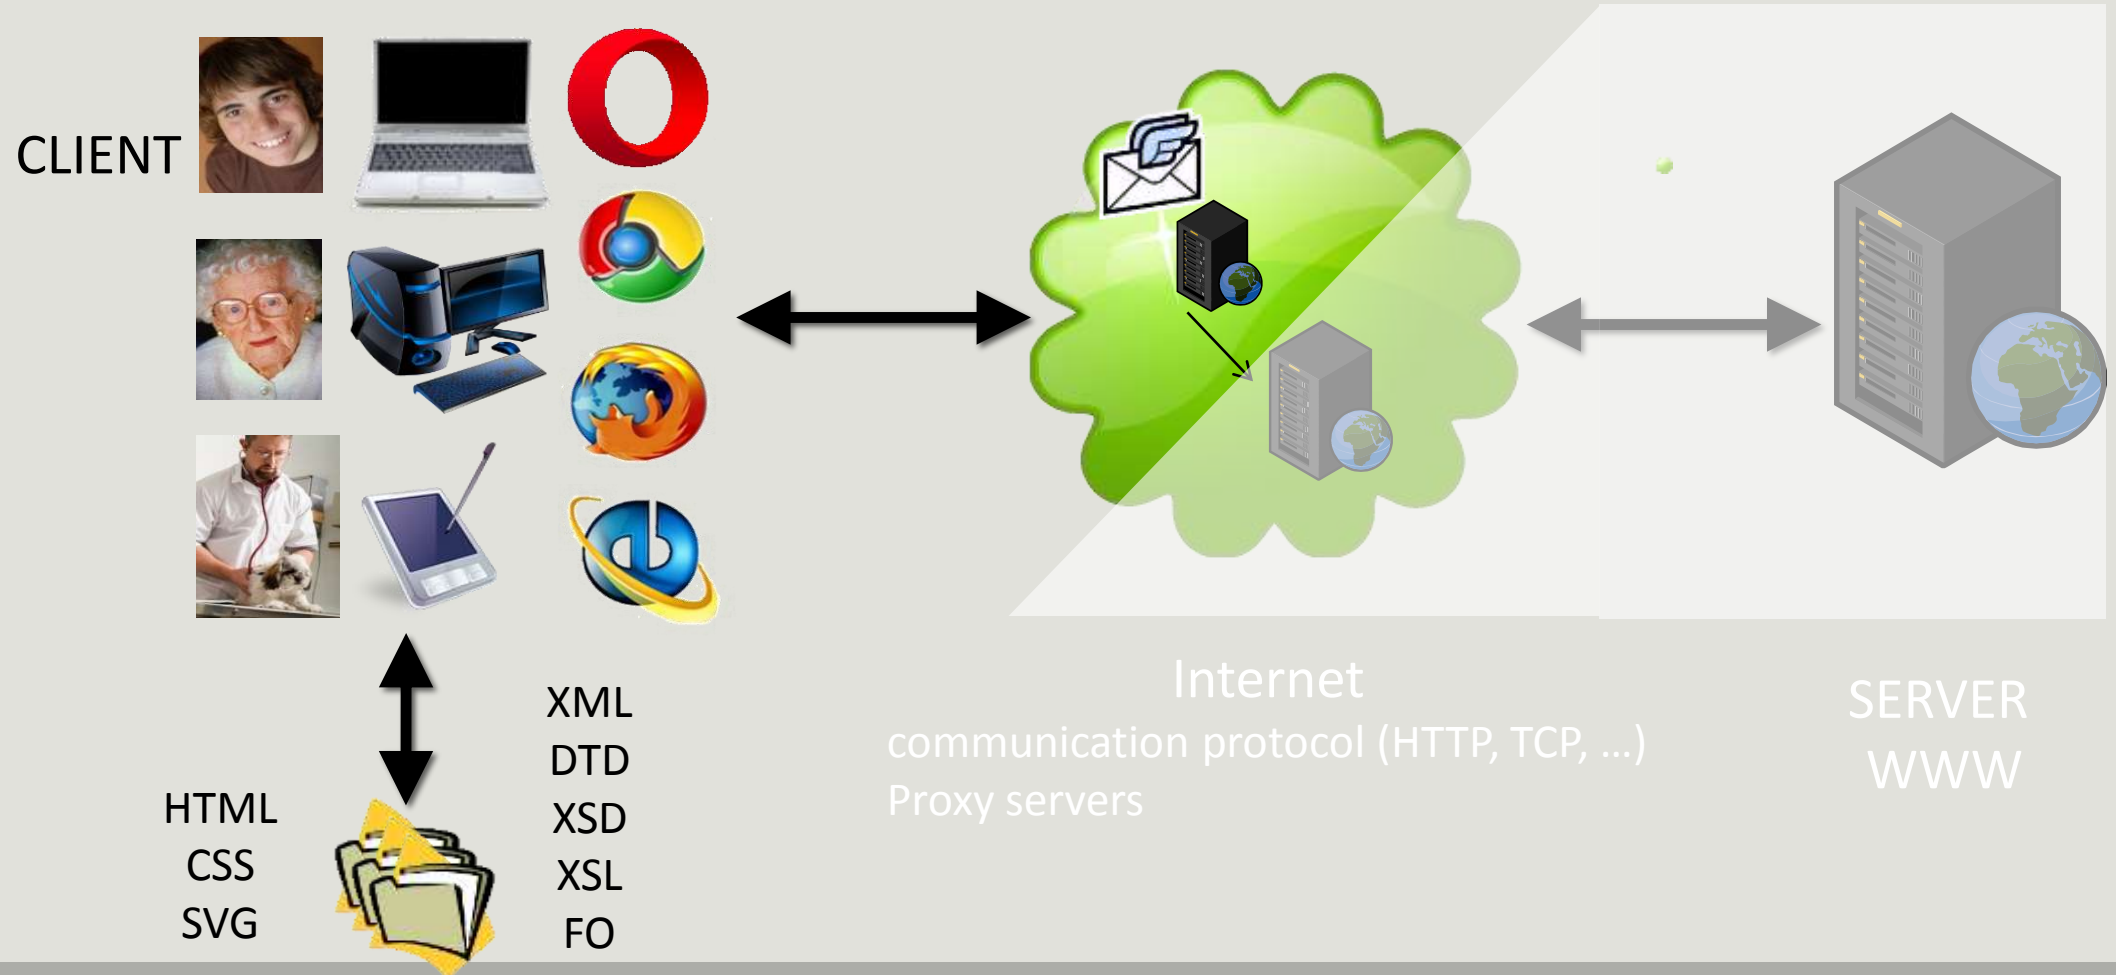 CLIENT
HTML
CSS
SVG
XML
DTD
XSD
XSL
FO
Internet
communication protocol (HTTP, TCP, ...)
Proxy servers
SERVER
WWW